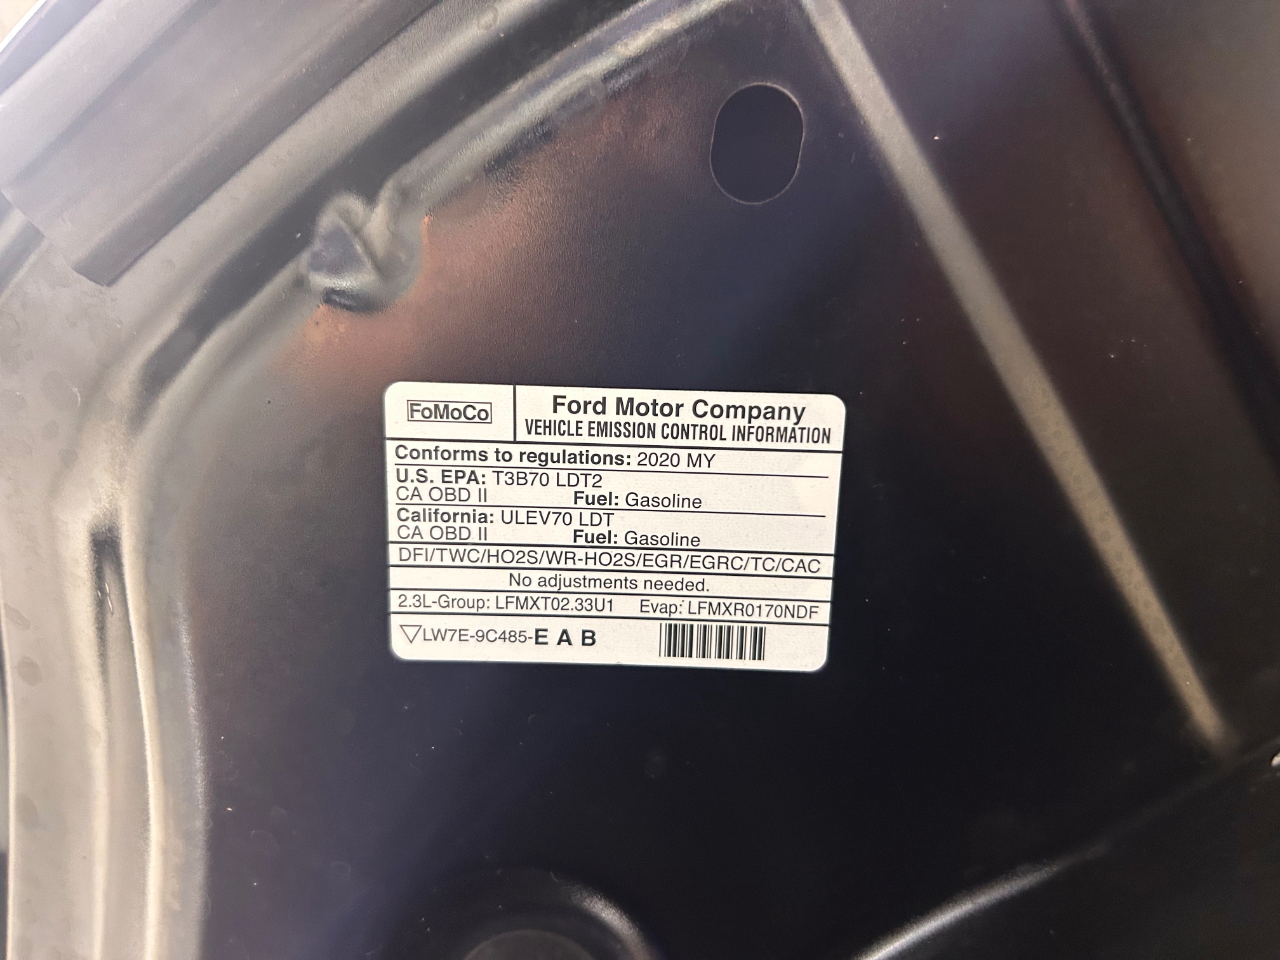 FoMoCo
Ford Motor Company
VEHICLE EMISSION CONTROL INFORMATION
Conforms to regulations: 2020 MY
U.S. EPA: T3B70 LDT2
CA OBD II Fuel: Gasoline
California: ULEV70 LDT
CA OBD II Fuel: Gasoline
DFI/TWC/HO2S/WR-HO2S/EGR/EGRC/TC/CAC
No adjustments needed.
2.3L-Group: LFMXT02.33U1 Evap: LFMXR0170NDF
▽LW7E-9C485-E A B